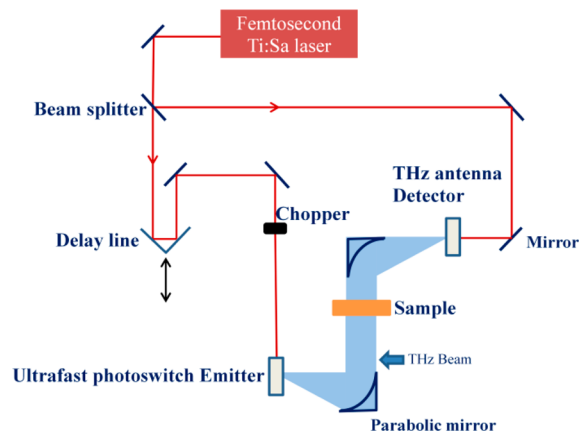 Femtosecond
Ti:Sa laser
Beam splitter
THz antenna
Detector
Chopper
Delay line
Mirror
Sample
THz Beam
Ultrafast photoswitch Emitter
Parabolic mirror